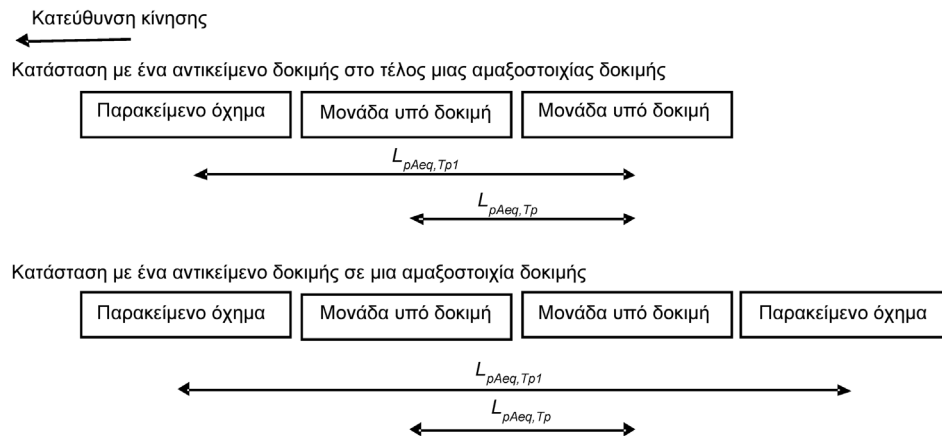 Κατεύθυνση κίνησης
Κατάσταση με ένα αντικείμενο δοκιμής στο τέλος μιας αμαξοστοιχίας δοκιμής
Παρακείμενο όχημα Μονάδα υπό δοκιμή Μονάδα υπό δοκιμή
LpAeq,Tp1
LpAeq,Tp
Κατάσταση με ένα αντικείμενο δοκιμής σε μια αμαξοστοιχία δοκιμής
Παρακείμενο όχημα Μονάδα υπό δοκιμή Μονάδα υπό δοκιμή Παρακείμενο όχημα
LpAeq,Tp1
LpAeq,Tp